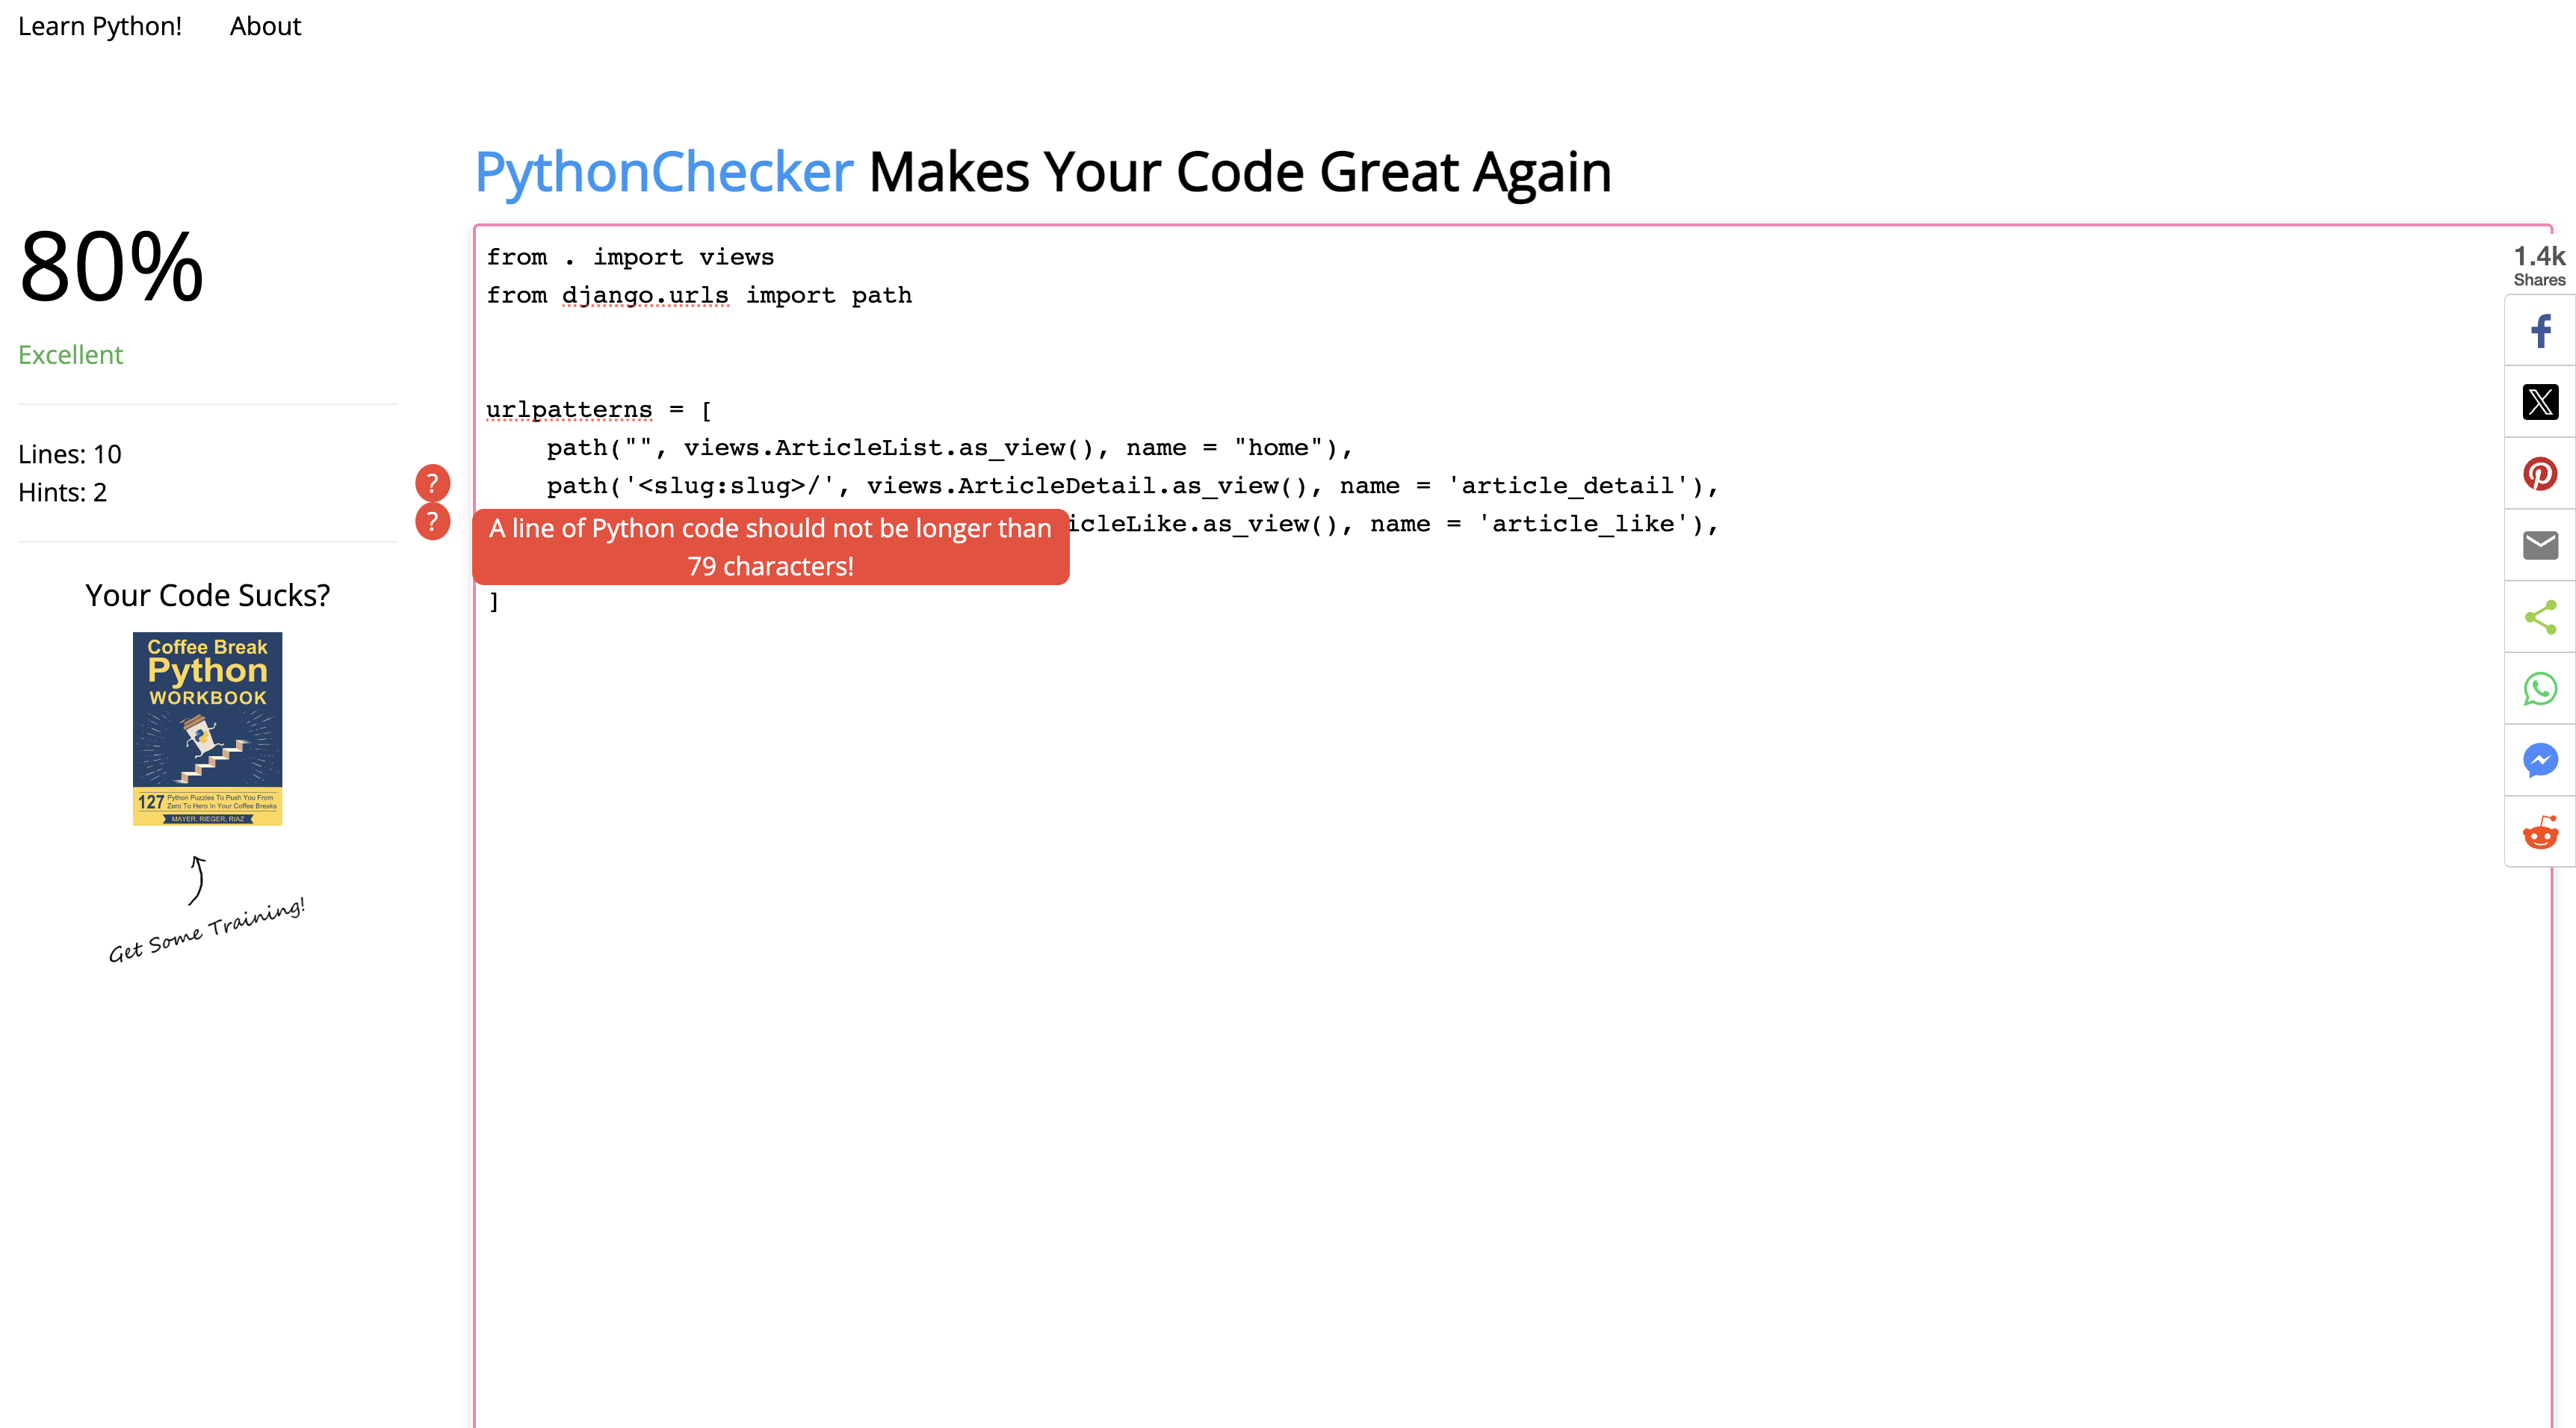 Learn Python! About
PythonChecker Makes Your Code Great Again
80%
Excellent
Lines: 10
Hints: 2
?
?
from . import views
from django.urls import path
urlpatterns = [
path("", views.ArticleList.as_view(), name = "home"),
path('<slug:slug>/', views.ArticleDetail.as_view(), name = 'article_detail'),
icleLike.as_view(), name = 'article_like'),
A line of Python code should not be longer than
79 characters!
]
Your Code Sucks?
Coffee Break
Python
WORKBOOK
127 Python Puzzles To Push You From
Zero To Hero In Your Coffee Breaks
MAYER, RIEGER, RIAZ
Get Some Training!
1.4k
Shares